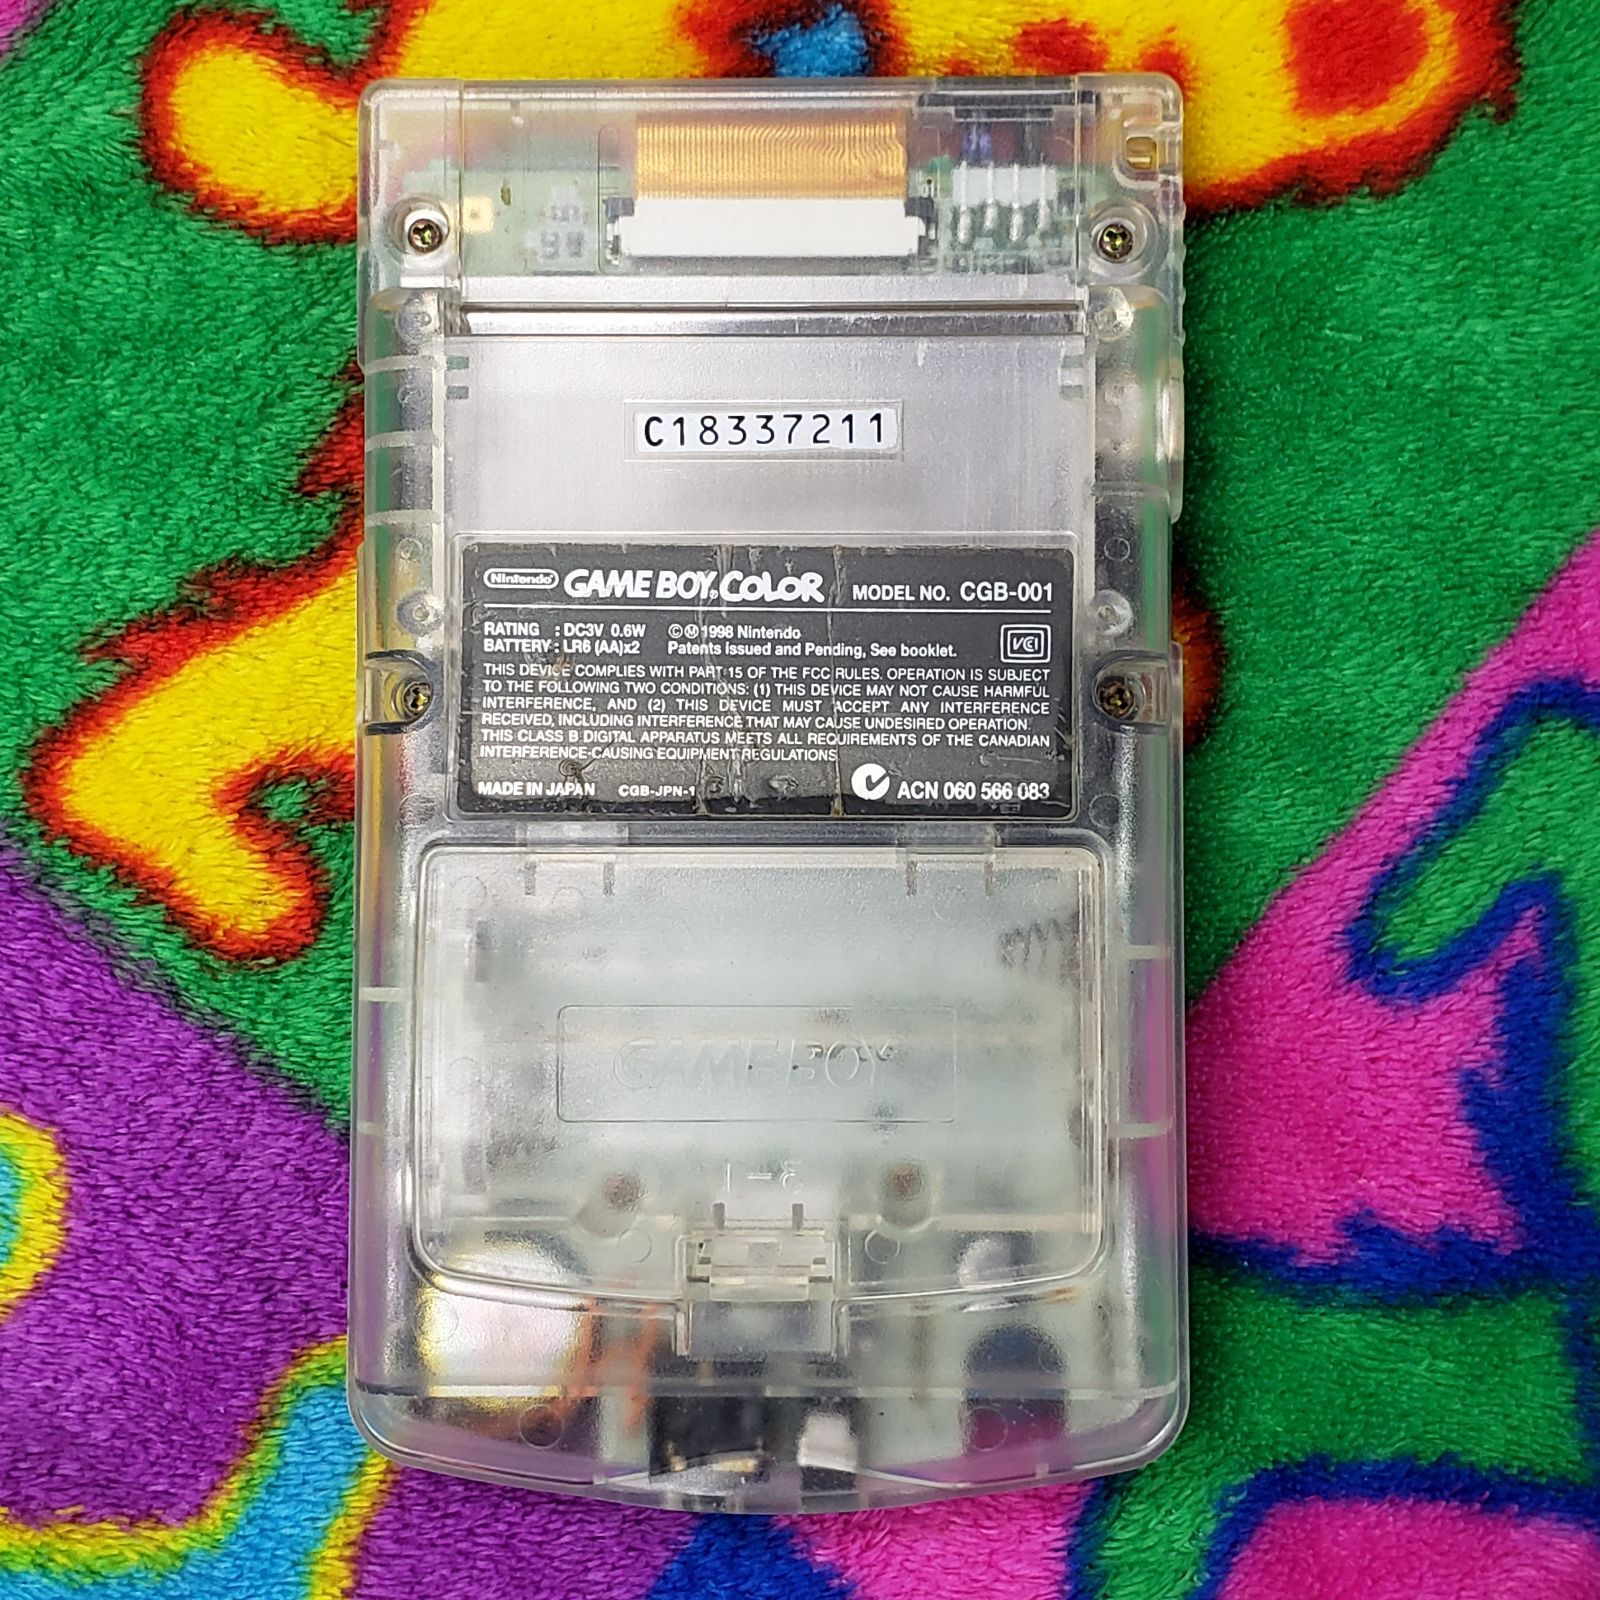 C18337211
Nintendo GAME BOY COLOR MODEL NO. CGB-001
RATING : DC3V 0.6W ©Ⓜ1998 Nintendo
BATTERY : LR6 (AA)x2 Patents Issued and Pending, See booklet.
VCI
THIS DEVICE COMPLIES WITH PART 15 OF THE FCC RULES. OPERATION IS SUBJECT
TO THE FOLLOWING TWO CONDITIONS: (1) THIS DEVICE MAY NOT CAUSE HARMFUL
INTERFERENCE, AND (2) THIS DEVICE MUST ACCEPT ANY INTERFERENCE
RECEIVED, INCLUDING INTERFERENCE THAT MAY CAUSE UNDESIRED OPERATION.
THIS CLASS B DIGITAL APPARATUS MEETS ALL REQUIREMENTS OF THE CANADIAN
INTERFERENCE-CAUSING EQUIPMENT REGULATIONS
MADE IN JAPAN CGB-JPN-1 ACN 060 566 083
GAME BOY